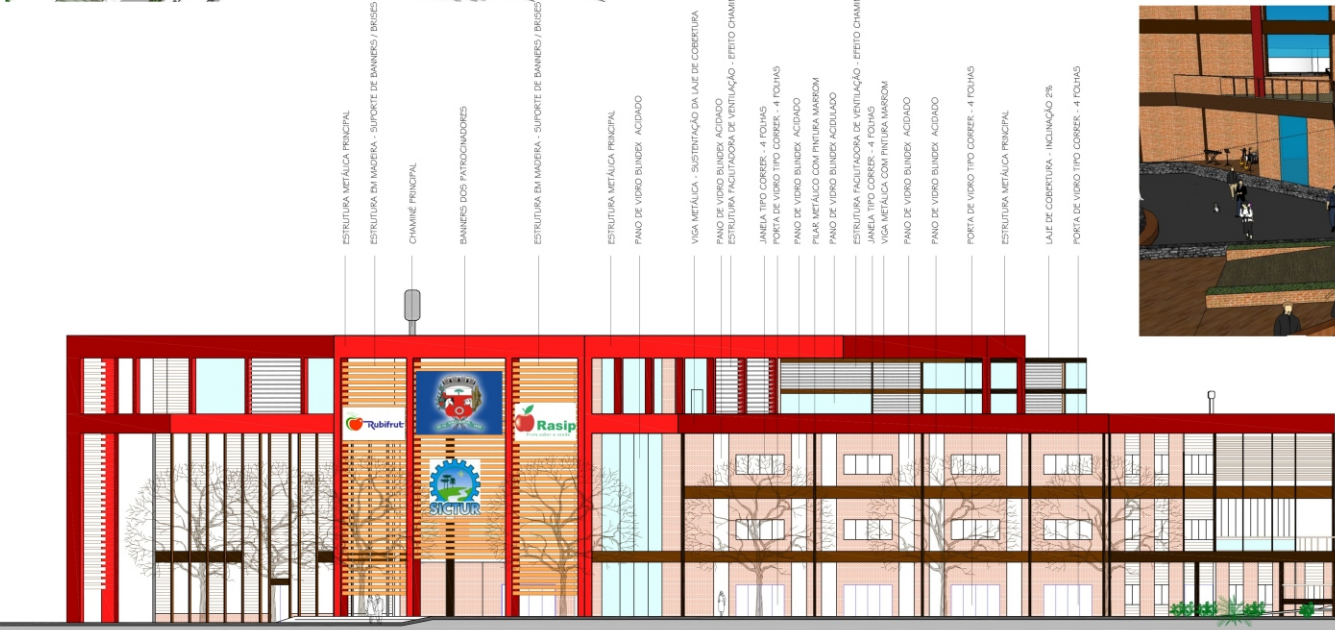 ESTRUTURA METÁLICA PRINCIPAL
ESTRUTURA EM MADEIRA - SUPORTE DE BANNERS / BRISES
CHAMINÉ PRINCIPAL
BANNERS DOS PATROCINADORES
ESTRUTURA EM MADEIRA - SUPORTE DE BANNERS / BRISES
ESTRUTURA METÁLICA PRINCIPAL
PANO DE VIDRO BLINDEX ACIDADO
VIGA METÁLICA - SUSTENTAÇÃO DA LAJE DE COBERTURA
PANO DE VIDRO BLINDEX ACIDADO
ESTRUTURA FACILITADORA DE VENTILAÇÃO - EFEITO
JANELA TIPO CORRER - 4 FOLHAS
PORTA DE VIDRO TIPO CORRER - 4 FOLHAS
PANO DE VIDRO BLINDEX ACIDADO
PILAR METÁLICO COM PINTURA MARROM
PANO DE VIDRO BLINDEX ACIDULADO
ESTRUTURA FACILITADORA DE VENTILAÇÃO - EFEITO
JANELA TIPO CORRER - 4 FOLHAS
VIGA METÁLICA COM PINTURA MARROM
PANO DE VIDRO BLINDEX ACIDADO
PANO DE VIDRO BLINDEX ACIDADO
PORTA DE VIDRO TIPO CORRER - 4 FOLHAS
ESTRUTURA METÁLICA PRINCIPAL
LAJE DE COBERTURA - INCLINAÇÃO 2%
PORTA DE VIDRO TIPO CORRER - 4 FOLHAS
Rubifrut
Rasip
SICTUR